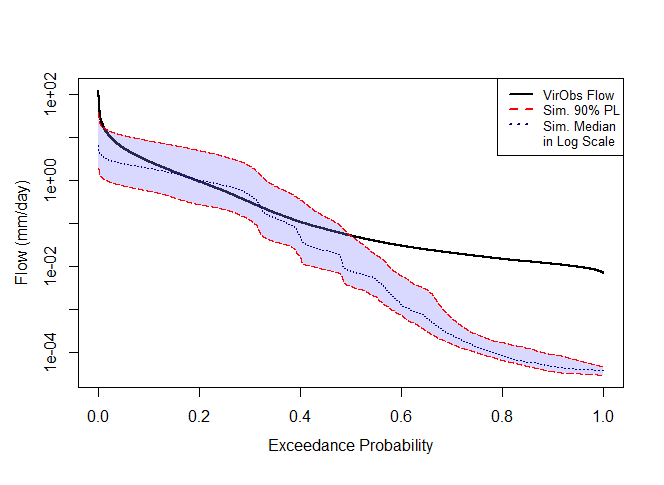 1e+02
1e+00
1e-02
1e-04
Flow (mm/day)
VirObs Flow
Sim. 90% PL
Sim. Median
in Log Scale
0.0 0.2 0.4 0.6 0.8 1.0
Exceedance Probability